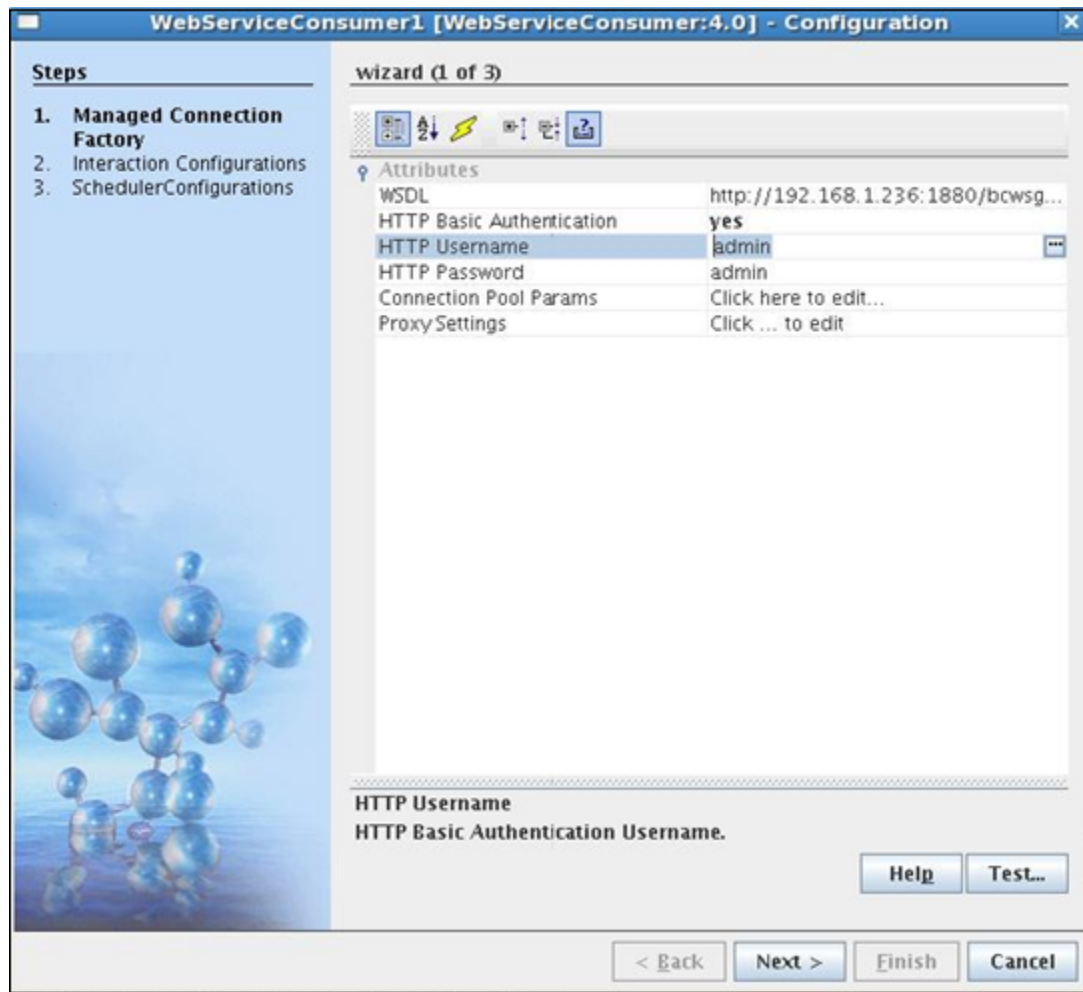 WebServiceConsumer1 [WebServiceConsumer:4.0] - Configuration
Steps
1. Managed Connection
Factory
2. Interaction Configurations
3. SchedulerConfigurations
wizard (1 of 3)
Attributes
WSDL http://192.168.1.236:1880/bcwsg...
HTTP Basic Authentication yes
HTTP Username admin
HTTP Password admin
Connection Pool Params Click here to edit...
Proxy Settings Click ... to edit
HTTP Username
HTTP Basic Authentication Username.
Help Test...
< Back Next > Finish Cancel